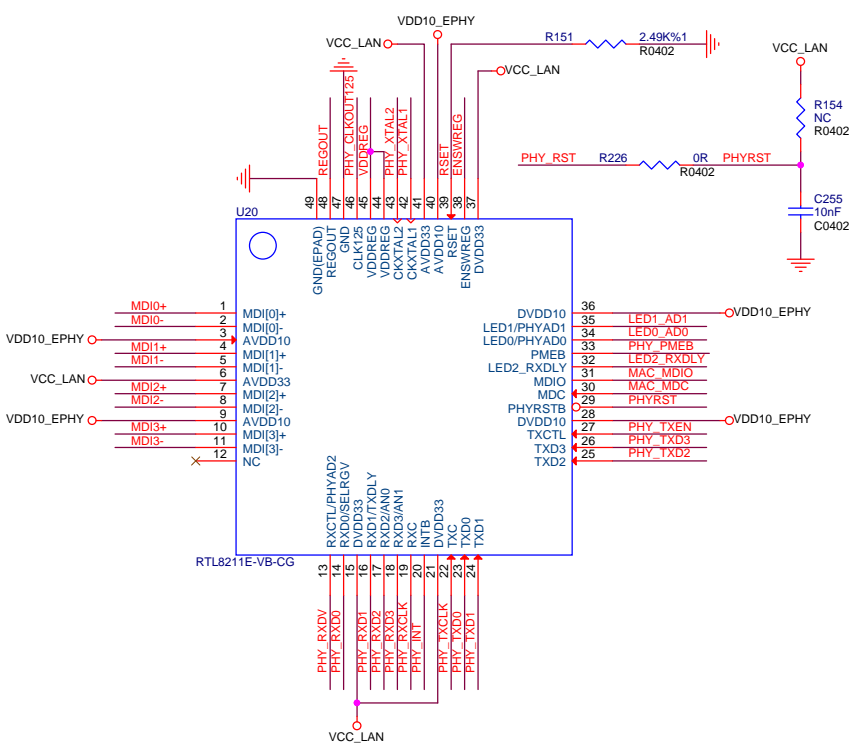 VDD10_EPHY
VCC_LAN
R151
2.49K%1
R0402
VCC_LAN
VCC_LAN
R154
NC
R0402
PHY_RST
R226
0R
R0402
PHYRST
C255
10nF
C0402
REGOUT
PHY_CLKOUT125
VDDREG
PHY_XTAL2
PHY_XTAL1
RSET
ENSWREG
49
48
47
46
45
44
43
42
41
40
39
38
37
U20
GND(EPAD)
REGOUT
GND
CLK125
VDDREG
VDDREG
CKXTAL2
CKXTAL1
AVDD33
AVDD10
RSET
ENSWREG
DVDD33
MDI0+ 1 MDI[0]+
MDI0- 2 MDI[0]-
VDD10_EPHY 3 AVDD10
MDI1+ 4 MDI[1]+
MDI1- 5 MDI[1]-
VCC_LAN 6 AVDD33
MDI2+ 7 MDI[2]+
MDI2- 8 MDI[2]-
VDD10_EPHY 9 AVDD10
MDI3+ 10 MDI[3]+
MDI3- 11 MDI[3]-
12 NC
DVDD10 36 VDD10_EPHY
LED1/PHYAD1 35 LED1_AD1
LED0/PHYAD0 34 LED0_AD0
PMEB 33 PHY_PMEB
LED2_RXDLY 32 LED2_RXDLY
MDIO 31 MAC_MDIO
MDC 30 MAC_MDC
PHYRSTB 29 PHYRST
DVDD10 28 VDD10_EPHY
TXCTL 27 PHY_TXEN
TXD3 26 PHY_TXD3
TXD2 25 PHY_TXD2
RXCTL/PHYAD2
RXD0/SELRGV
DVDD33
RXD1/TXDLY
RXD2/AN0
RXD3/AN1
RXC
INTB
DVDD33
TXC
TXD0
TXD1
RTL8211E-VB-CG
13
14
15
16
17
18
19
20
21
22
23
24
PHY_RXDV
PHY_RXD0
PHY_RXD1
PHY_RXD2
PHY_RXD3
PHY_RXCLK
PHY_INT
PHY_TXCLK
PHY_TXD0
PHY_TXD1
VCC_LAN